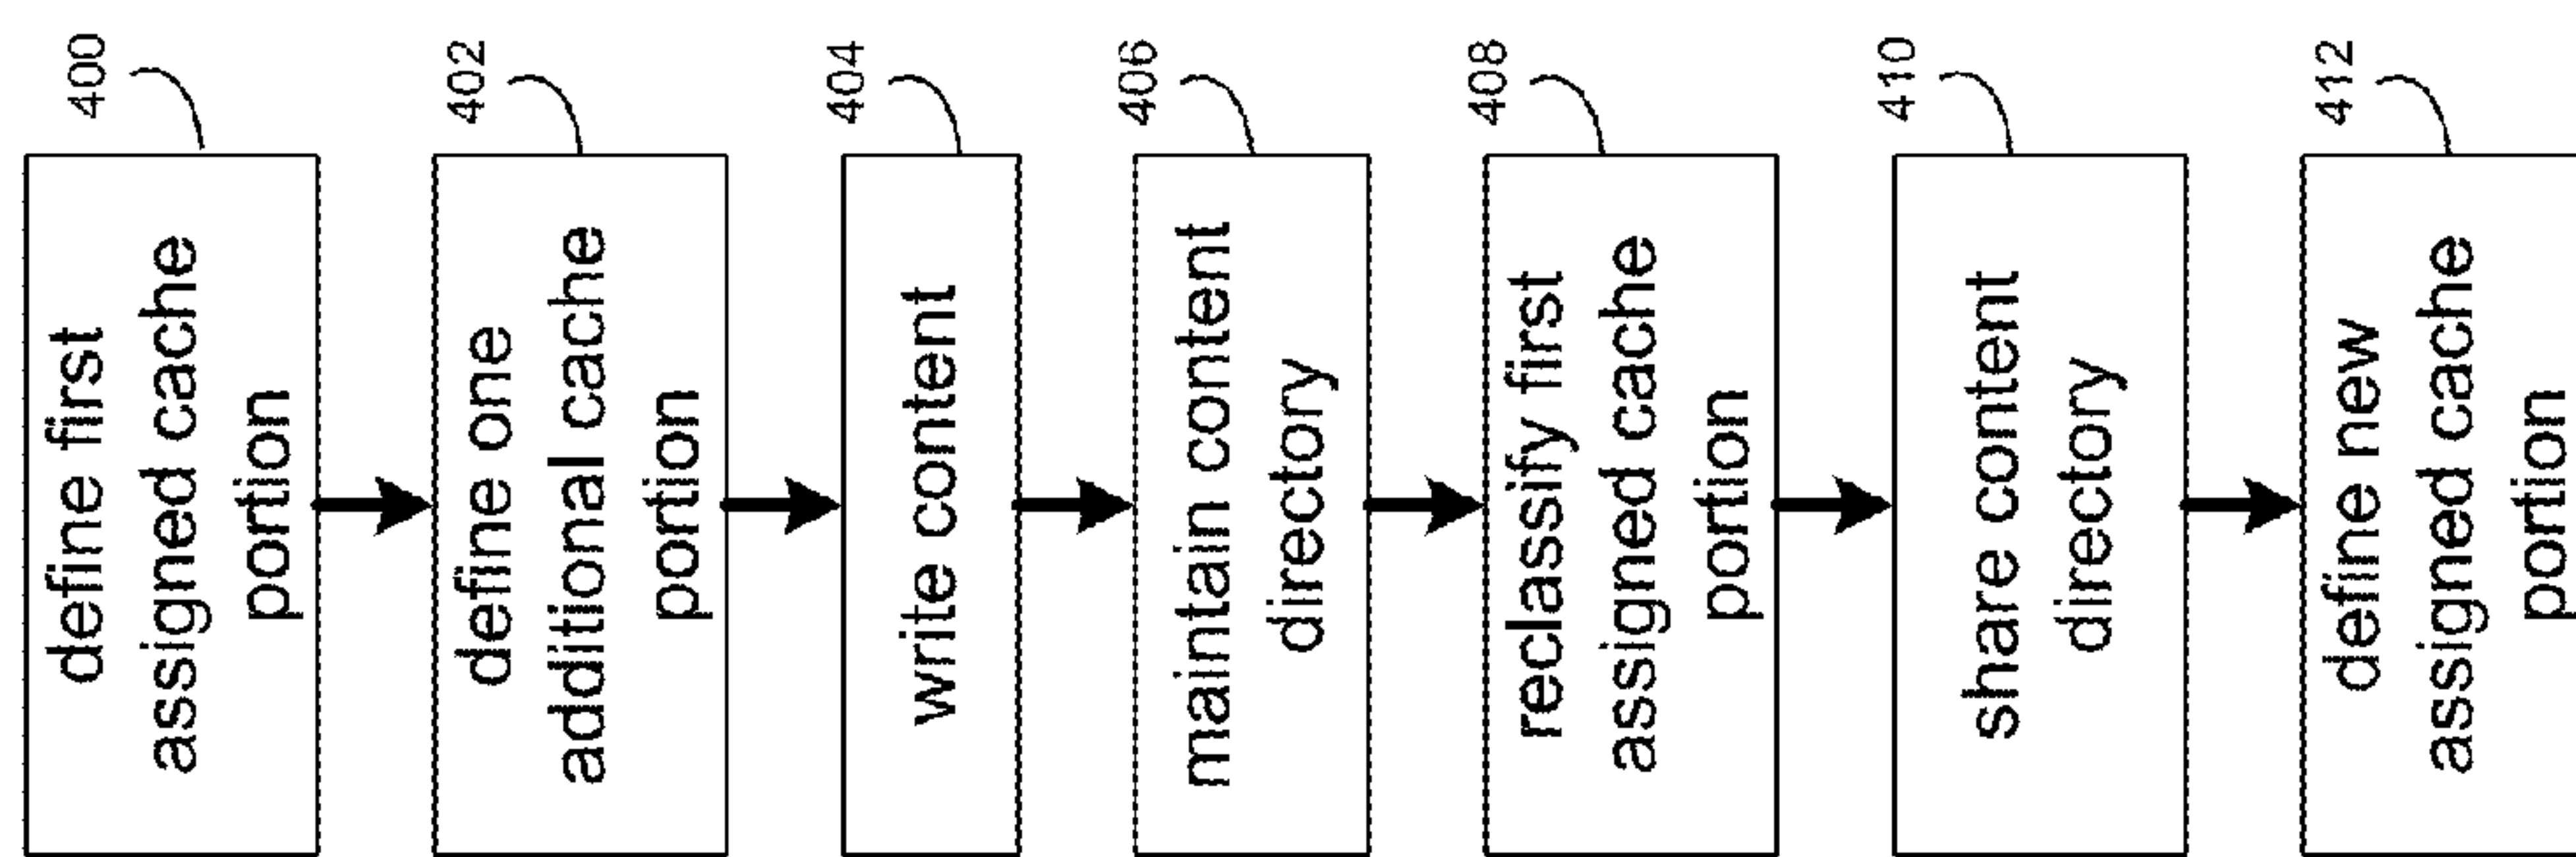 400
define first
assigned cache
portion
402
define one
additional cache
portion
404
write content
406
maintain content
directory
408
reclassify first
assigned cache
portion
410
share content
directory
412
define new
assigned cache
portion